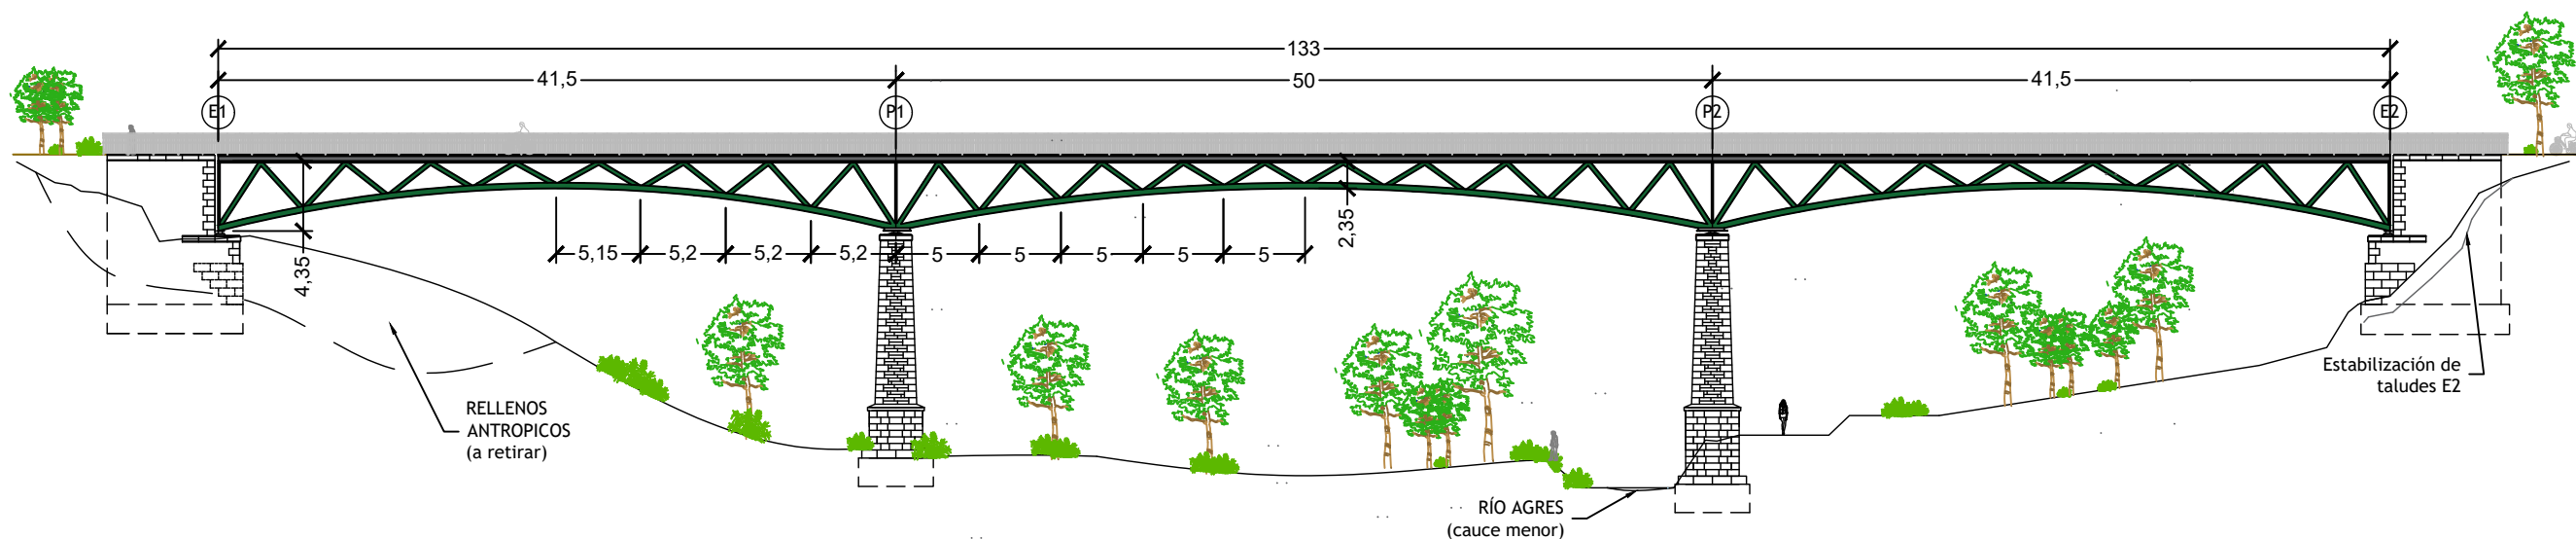 133
41,5
50
41,5
E1
P1
P2
E2
5,15
5,2
5,2
5,2
5
5
5
5
5
2,35
4,35
RELLENOS
ANTROPICOS
(a retirar)
Estabilización de
taludes E2
RÍO AGRES
(cauce menor)